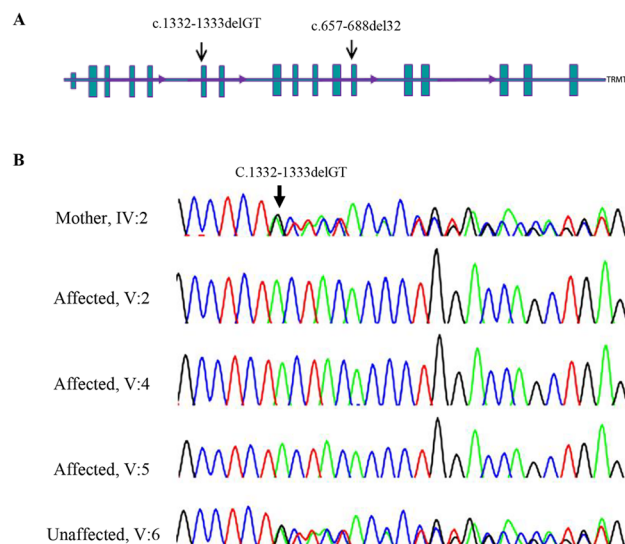 A
c.1332-1333delGT
c.657-688del32
TRMT
B
C.1332-1333delGT
Mother, IV:2
Affected, V:2
Affected, V:4
Affected, V:5
Unaffected, V:6